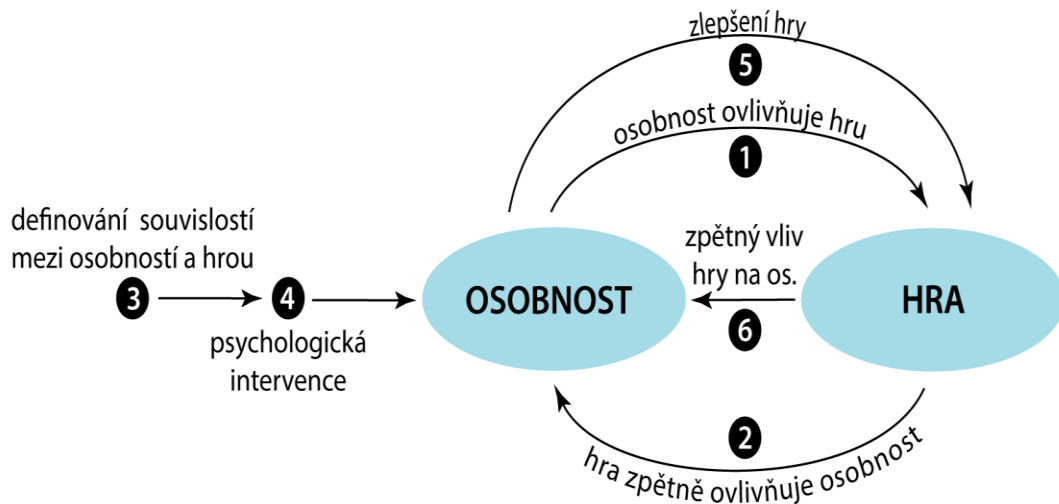 zlepšení hry
5
osobnost ovlivňuje hru
1
definování souvislostí
mezi osobností a hrou
3
4
psychologická
intervence
OSOBNOST
zpětný vliv
hry na os.
6
HRA
2
hra zpětně ovlivňuje osobnost